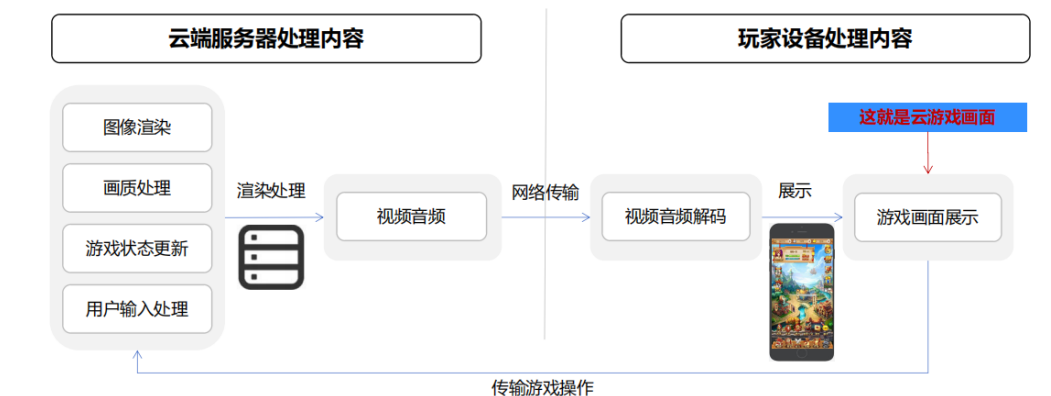 云端服务器处理内容
玩家设备处理内容
这就是云游戏画面
图像渲染
画质处理
游戏状态更新
用户输入处理
渲染处理
视频音频
网络传输
视频音频解码
展示
游戏画面展示
传输游戏操作